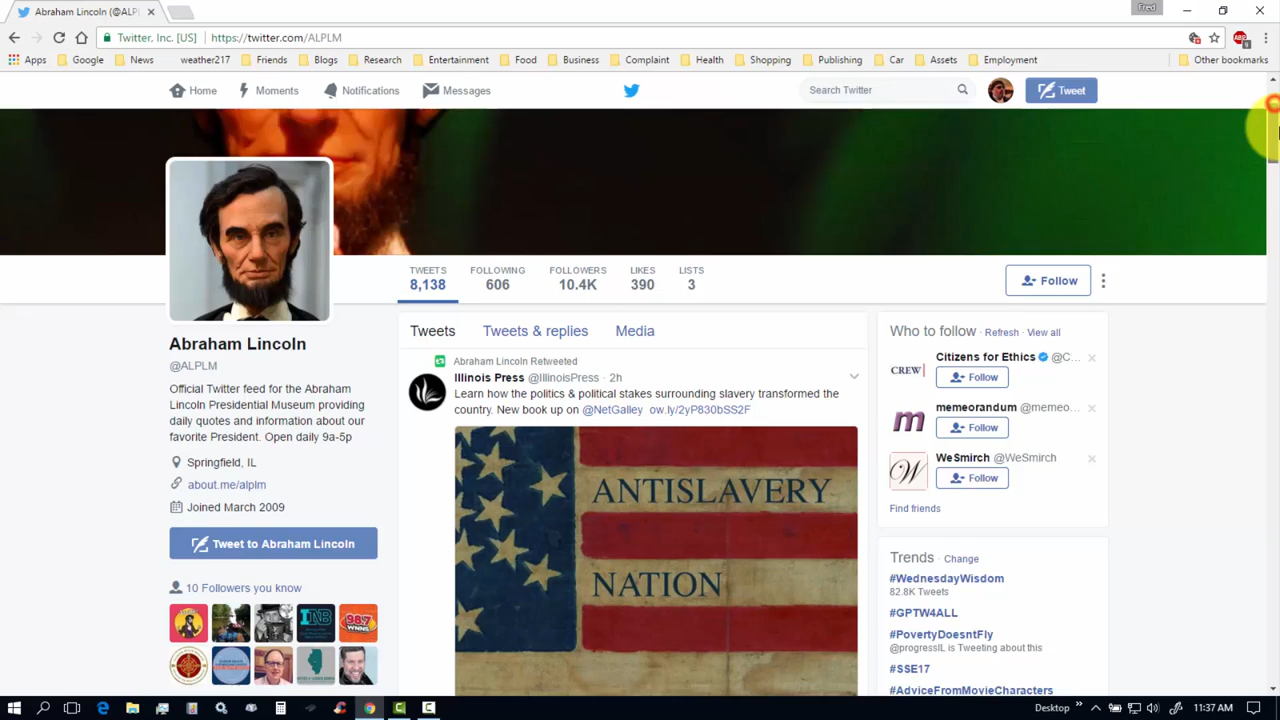 Abraham Lincoln (@ALPL
Fred
Twitter, Inc. [US] https://twitter.com/ALPLM
Apps Google News weather217 Friends Blogs Research Entertainment Food Business Complaint Health Shopping Publishing Car Assets Employment Other bookmarks
Home Moments Notifications Messages Search Twitter Tweet
TWEETS FOLLOWING FOLLOWERS LIKES LISTS
8,138 606 10.4K 390 3
Follow
Abraham Lincoln
@ALPLM
Official Twitter feed for the Abraham
Lincoln Presidential Museum providing
daily quotes and information about our
favorite President. Open daily 9a-5p
Springfield, IL
about.me/alplm
Joined March 2009
Tweet to Abraham Lincoln
10 Followers you know
INB
98.7
WNNS
Tweets Tweets & replies Media
Abraham Lincoln Retweeted
Illinois Press @IllinoisPress · 2h
Learn how the politics & political stakes surrounding slavery transformed the
country. New book up on @NetGalley ow.ly/2yP830bSS2F
ANTISLAVERY
NATION
Who to follow · Refresh · View all
Citizens for Ethics @C...
CREW
Follow
memeorandum @memeo...
m
Follow
WeSmirch @WeSmirch
W
Follow
Find friends
Trends · Change
#WednesdayWisdom
82.8K Tweets
#GPTW4ALL
#PovertyDoesntFly
@progressIL is Tweeting about this
#SSE17
#AdviceFromMovieCharacters
Desktop 11:37 AM